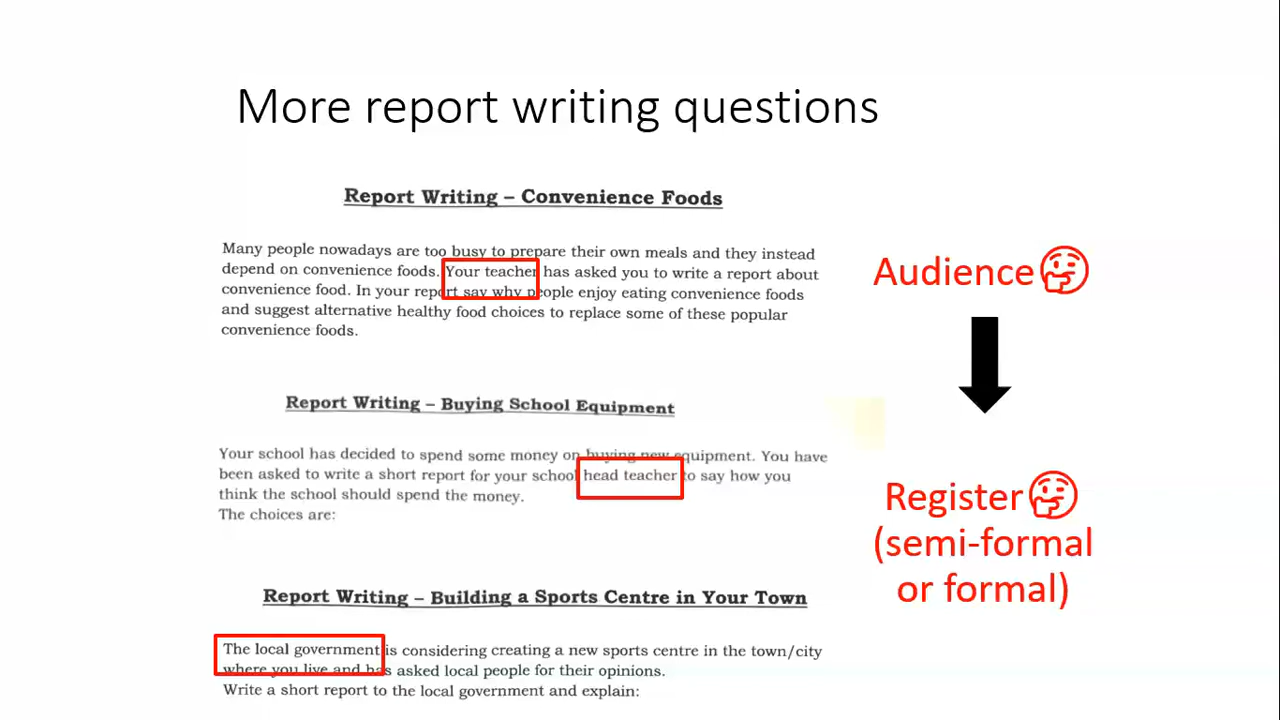 More report writing questions
Report Writing – Convenience Foods
Many people nowadays are too busy to prepare their own meals and they instead
depend on convenience foods. Your teacher has asked you to write a report about
convenience food. In your report say why people enjoy eating convenience foods
and suggest alternative healthy food choices to replace some of these popular
convenience foods.
Audience🤔
Report Writing – Buying School Equipment
Your school has decided to spend some money on buying new equipment. You have
been asked to write a short report for your school head teacher to say how you
think the school should spend the money.
The choices are:
Register🤔
(semi-formal
or formal)
Report Writing – Building a Sports Centre in Your Town
The local government is considering creating a new sports centre in the town/city
where you live and has asked local people for their opinions.
Write a short report to the local government and explain: